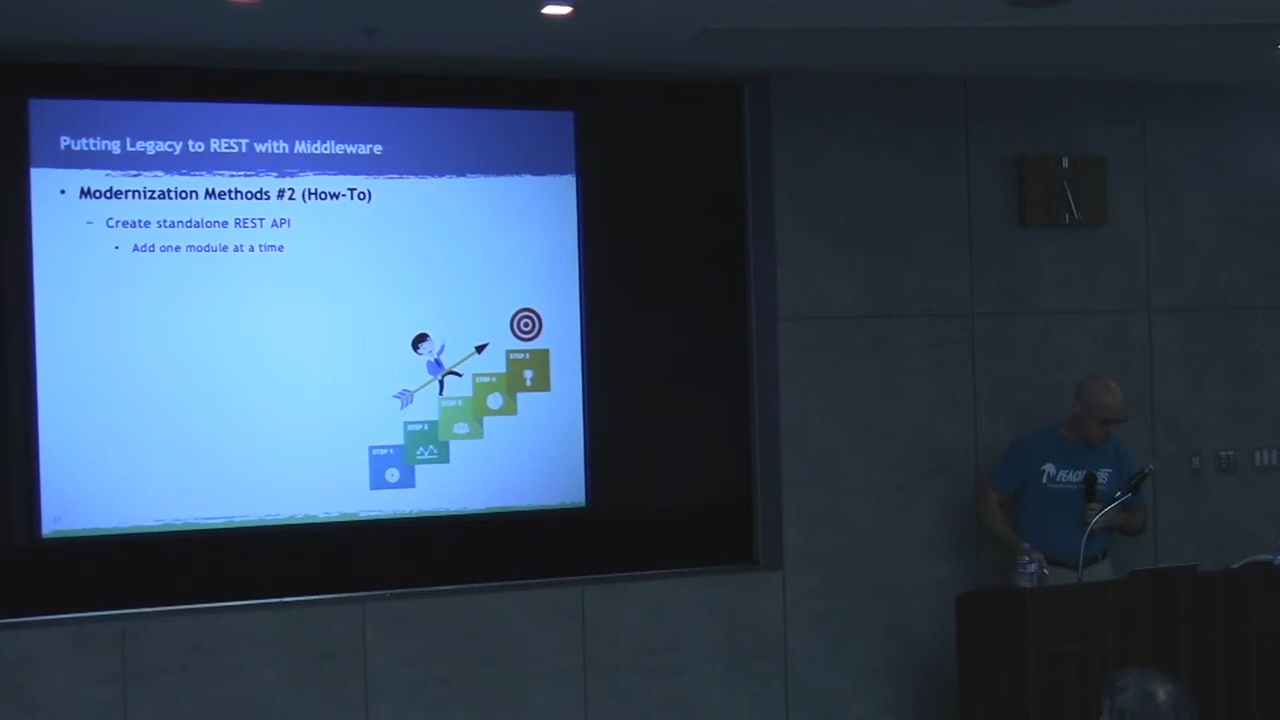 Putting Legacy to REST with Middleware
• Modernization Methods #2 (How-To)
– Create standalone REST API
• Add one module at a time
STEP 5
STEP 4
STEP 3
STEP 2
STEP 1